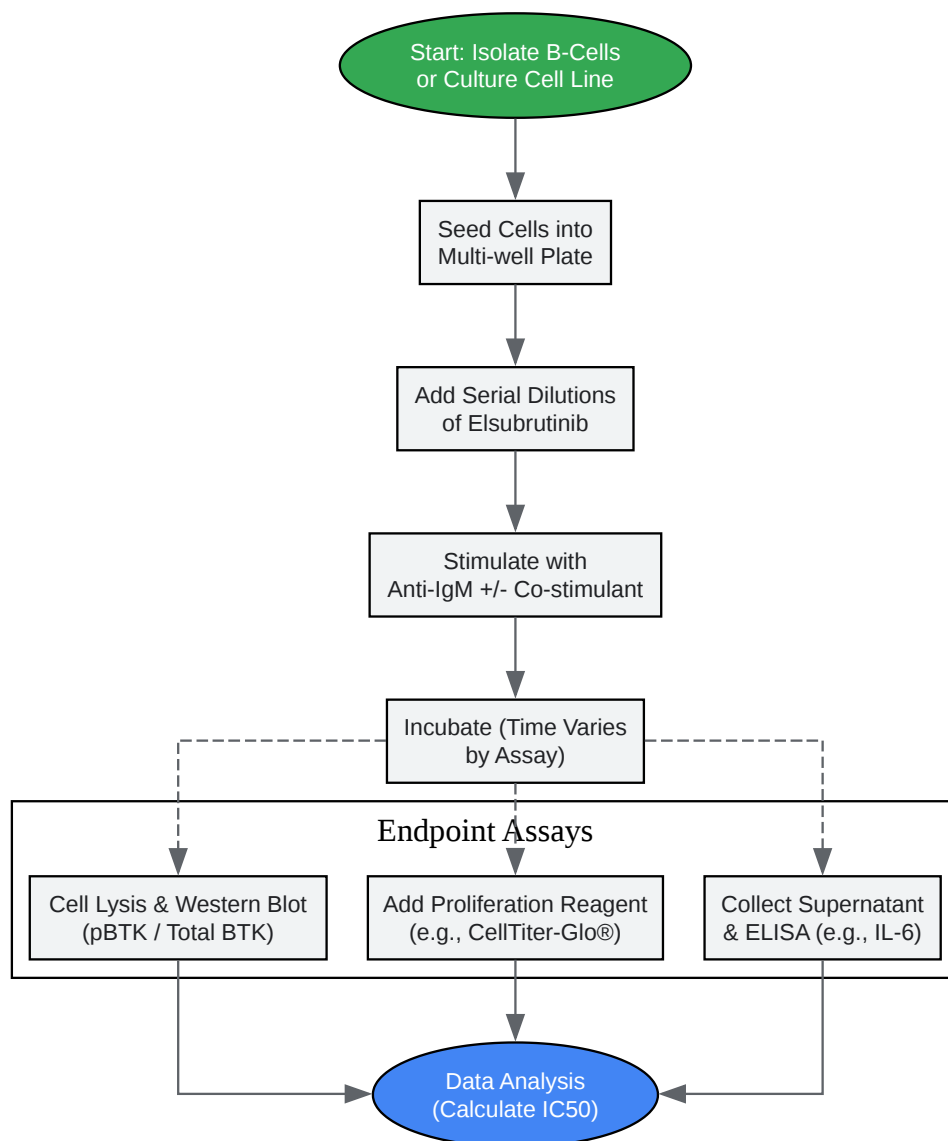 Start: Isolate B-Cells
or Culture Cell Line
Seed Cells into
Multi-well Plate
Add Serial Dilutions
of Elsubrutinib
Stimulate with
Anti-IgM +/- Co-stimulant
Incubate (Time Varies
by Assay)
Endpoint Assays
Cell Lysis & Western Blot
(pBTK / Total BTK)
Add Proliferation Reagent
(e.g., CellTiter-Glo®)
Collect Supernatant
& ELISA (e.g., IL-6)
Data Analysis
(Calculate IC50)